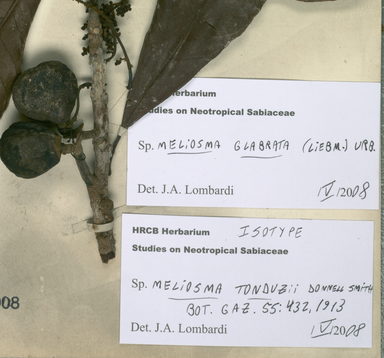 Herbarium
Studies on Neotropical Sabiaceae
Sp. MELIOSMA GLABRATA (LIEBM.) URB.
Det. J.A. Lombardi IV/2008
HRCB Herbarium ISOTYPE
Studies on Neotropical Sabiaceae
Sp. MELIOSMA TONDUZII DONNELL SMITH
BOT. GAZ. 55:432, 1913
Det. J.A. Lombardi IV/2008
08